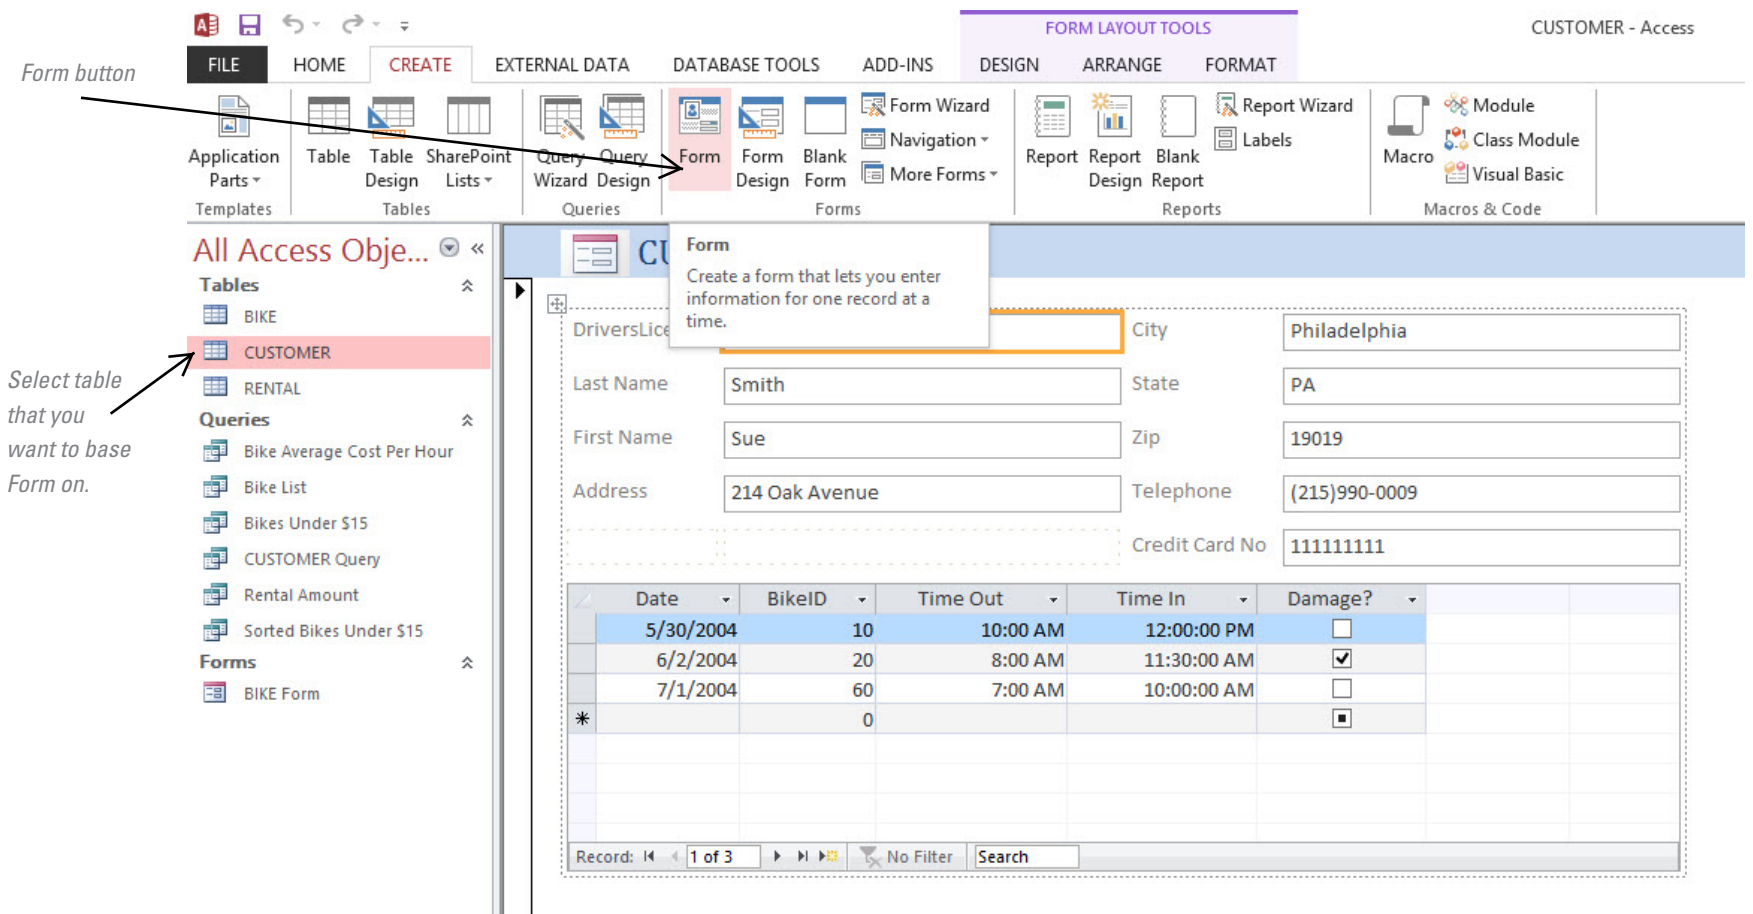 FORM LAYOUT TOOLS
CUSTOMER - Access
FILE HOME CREATE EXTERNAL DATA DATABASE TOOLS ADD-INS DESIGN ARRANGE FORMAT
Form button
Application
Parts
Templates
Table
Table
Design
SharePoint
Lists
Tables
Query
Wizard
Query
Design
Queries
Form
Form
Design
Blank
Form
Form Wizard
Navigation
More Forms
Forms
Report
Report
Design
Blank
Report
Report Wizard
Labels
Reports
Macro
Module
Class Module
Visual Basic
Macros & Code
All Access Obje...
Tables
BIKE
CUSTOMER
RENTAL
Queries
Bike Average Cost Per Hour
Bike List
Bikes Under $15
CUSTOMER Query
Rental Amount
Sorted Bikes Under $15
Forms
BIKE Form
Select table
that you
want to base
Form on.
Form
Create a form that lets you enter
information for one record at a
time.
City Philadelphia
Last Name Smith State PA
First Name Sue Zip 19019
Address 214 Oak Avenue Telephone (215)990-0009
Credit Card No 111111111
Date BikeID Time Out Time In Damage?
5/30/2004 10 10:00 AM 12:00:00 PM
6/2/2004 20 8:00 AM 11:30:00 AM
7/1/2004 60 7:00 AM 10:00:00 AM
0
Record: 1 of 3 No Filter Search